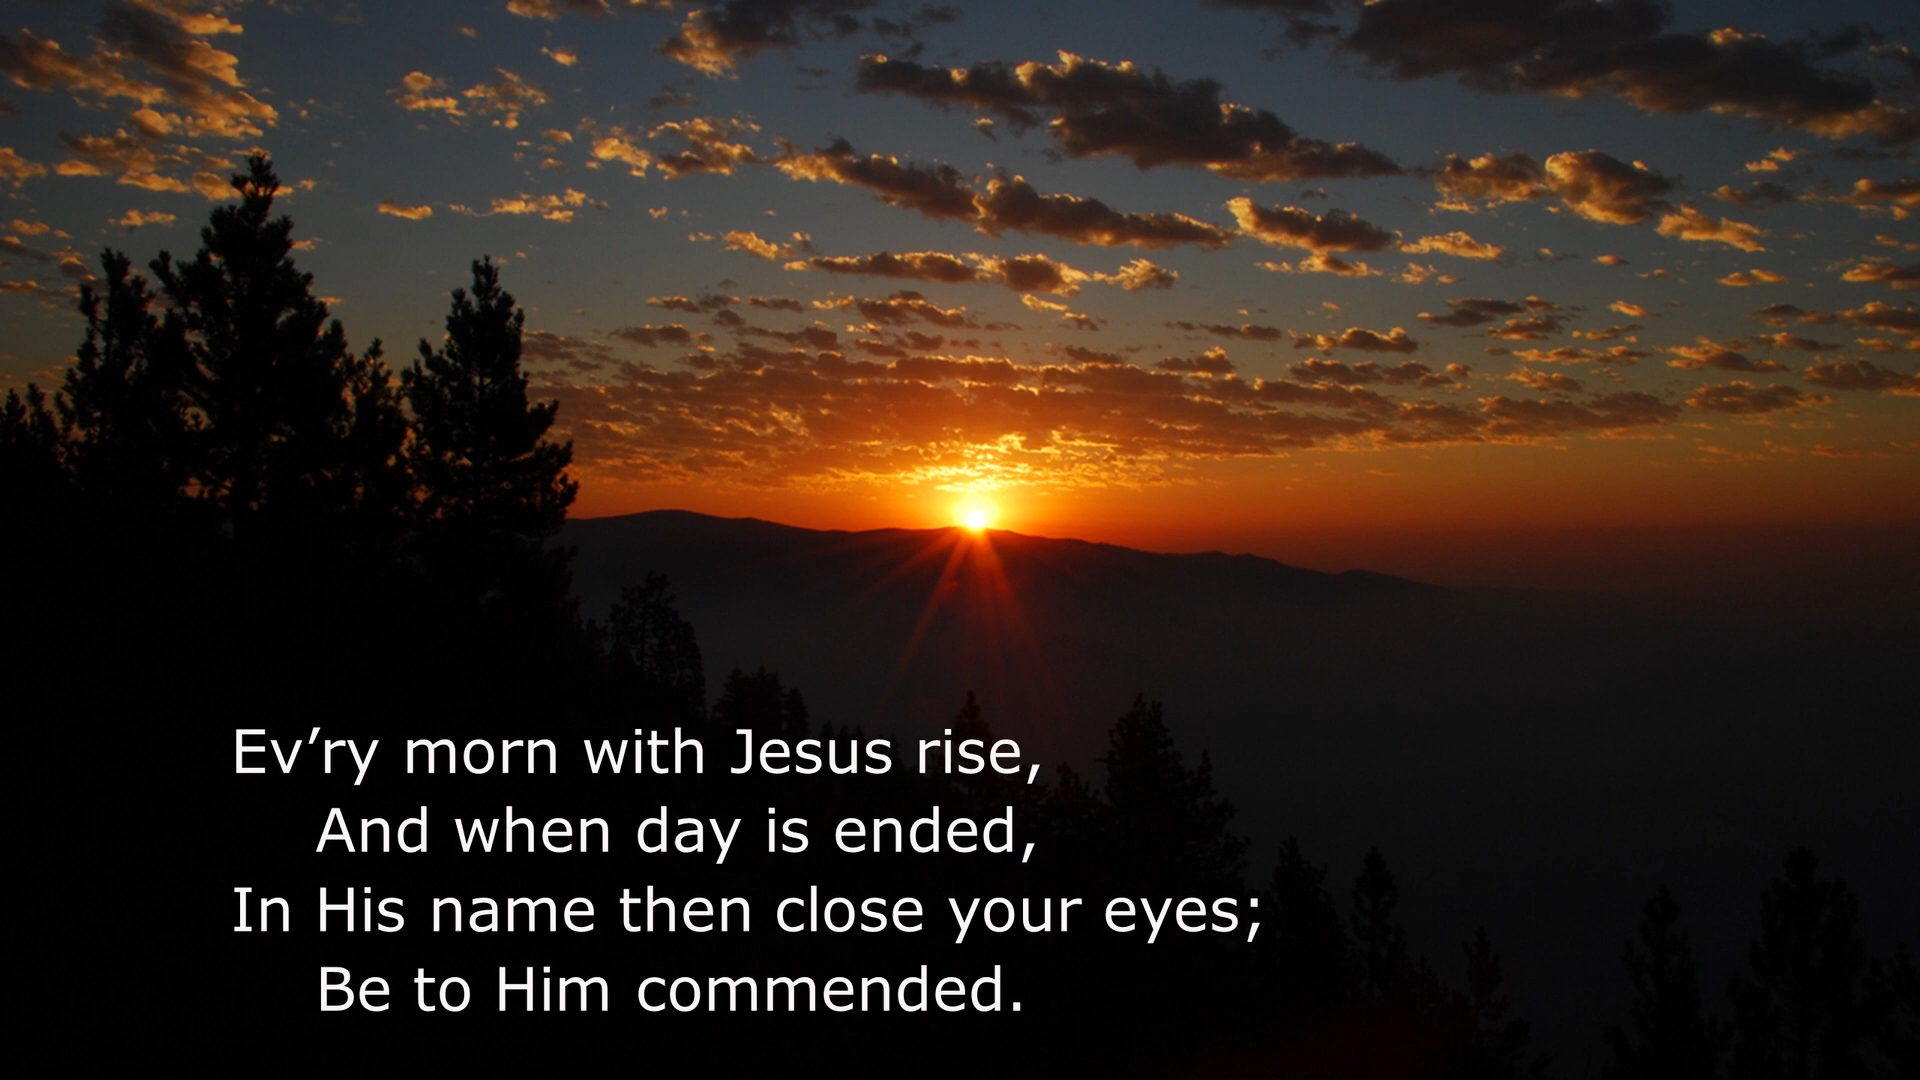 Ev’ry morn with Jesus rise,
And when day is ended,
In His name then close your eyes;
Be to Him commended.